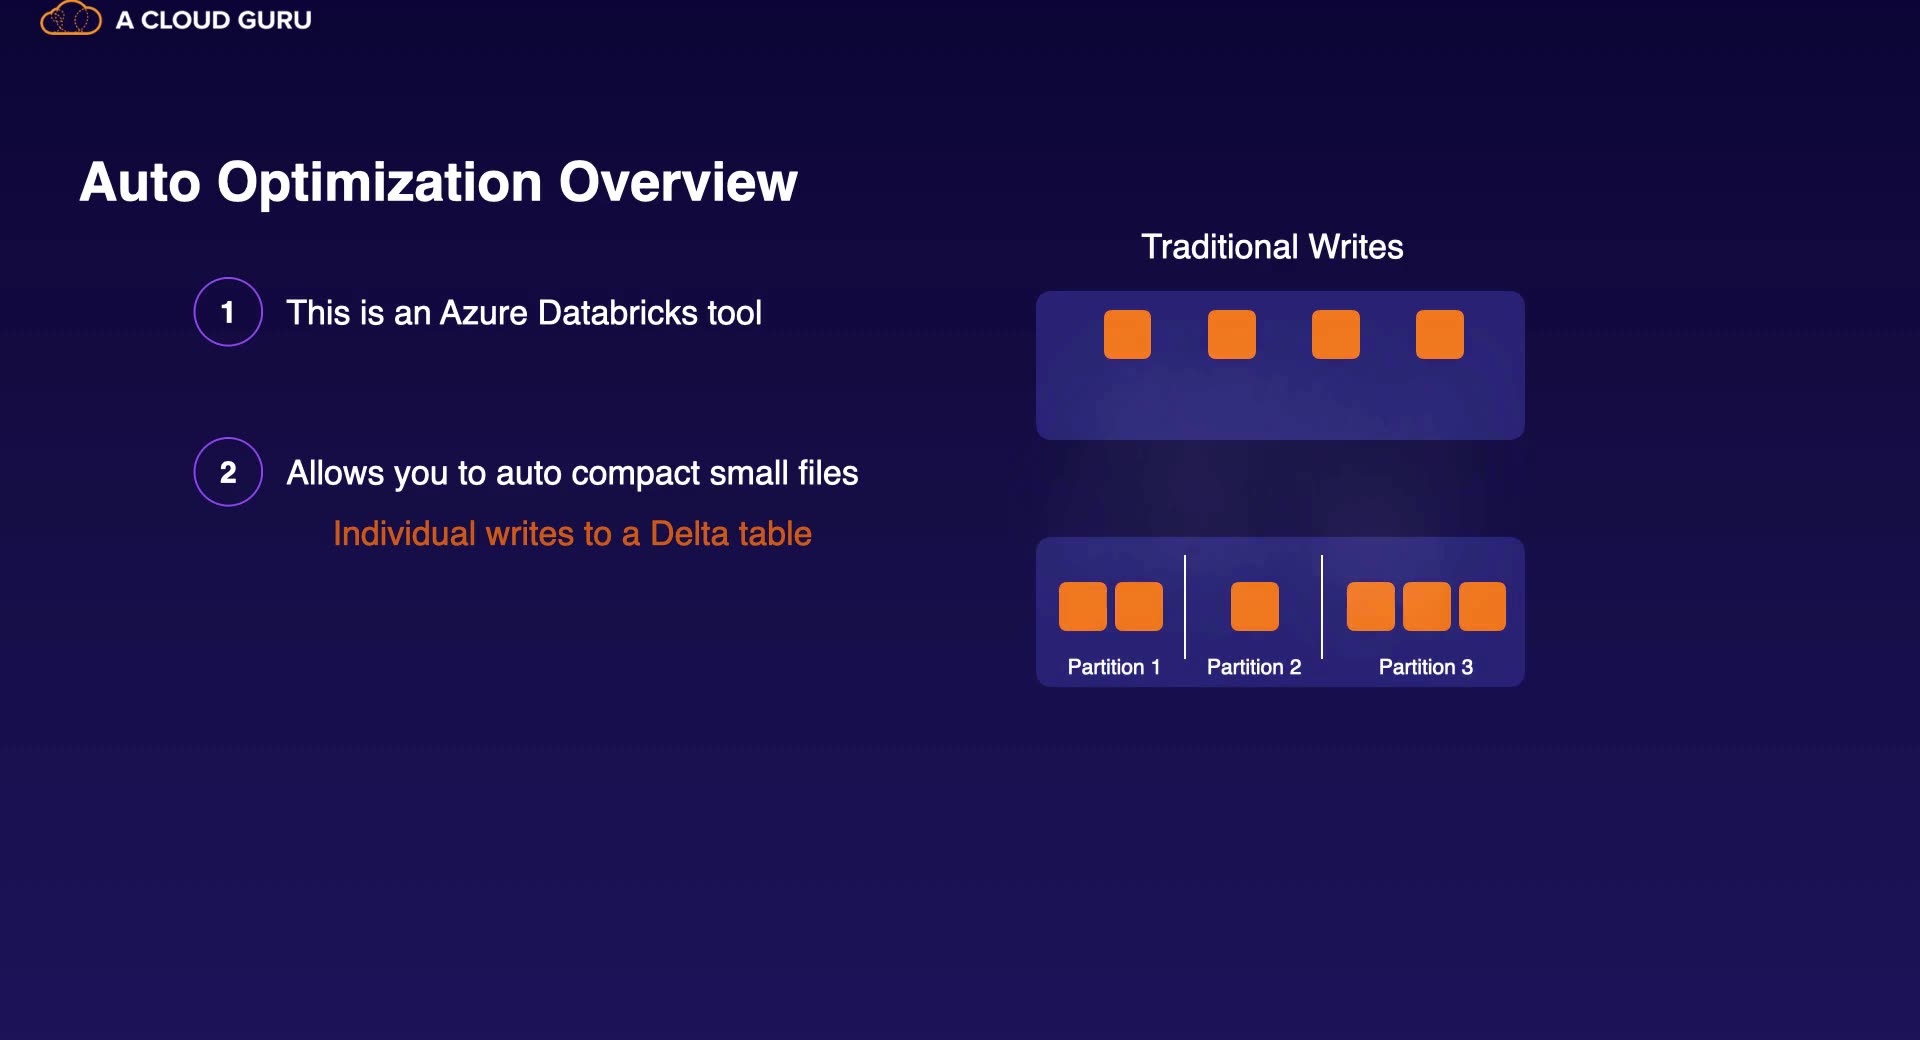 A CLOUD GURU
Auto Optimization Overview
1 This is an Azure Databricks tool
2 Allows you to auto compact small files
Individual writes to a Delta table
Traditional Writes
Partition 1 Partition 2 Partition 3